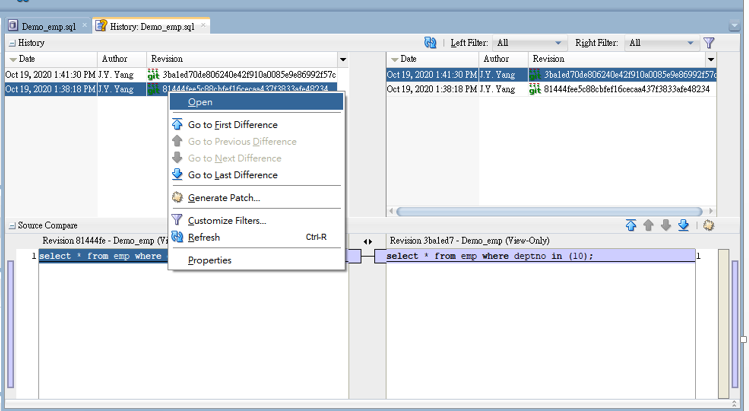 Demo_emp.sql × History: Demo_emp.sql ×
History Left Filter: All Right Filter: All
Date Author Revision Date Author Revision
Oct 19, 2020 1:41:30 PM J.Y. Yang git 3ba1ed70de806240e42f910a0085e9e86992f57c Oct 19, 2020 1:41:30 PM J.Y. Yang git 3ba1ed70de806240e42f910a0085e9e86992f57c
Oct 19, 2020 1:38:18 PM J.Y. Yang git 81444fee5c88cbfef16cecaa437f3833afe48234 Oct 19, 2020 1:38:18 PM J.Y. Yang git 81444fee5c88cbfef16cecaa437f3833afe48234
Open
Go to First Difference
Go to Previous Difference
Go to Next Difference
Go to Last Difference
Generate Patch...
Customize Filters...
Refresh Ctrl-R
Properties
Source Compare
Revision 81444fe - Demo_emp Revision 3ba1ed7 - Demo_emp (View-Only)
1 select * from emp where select * from emp where deptno in (10); 1